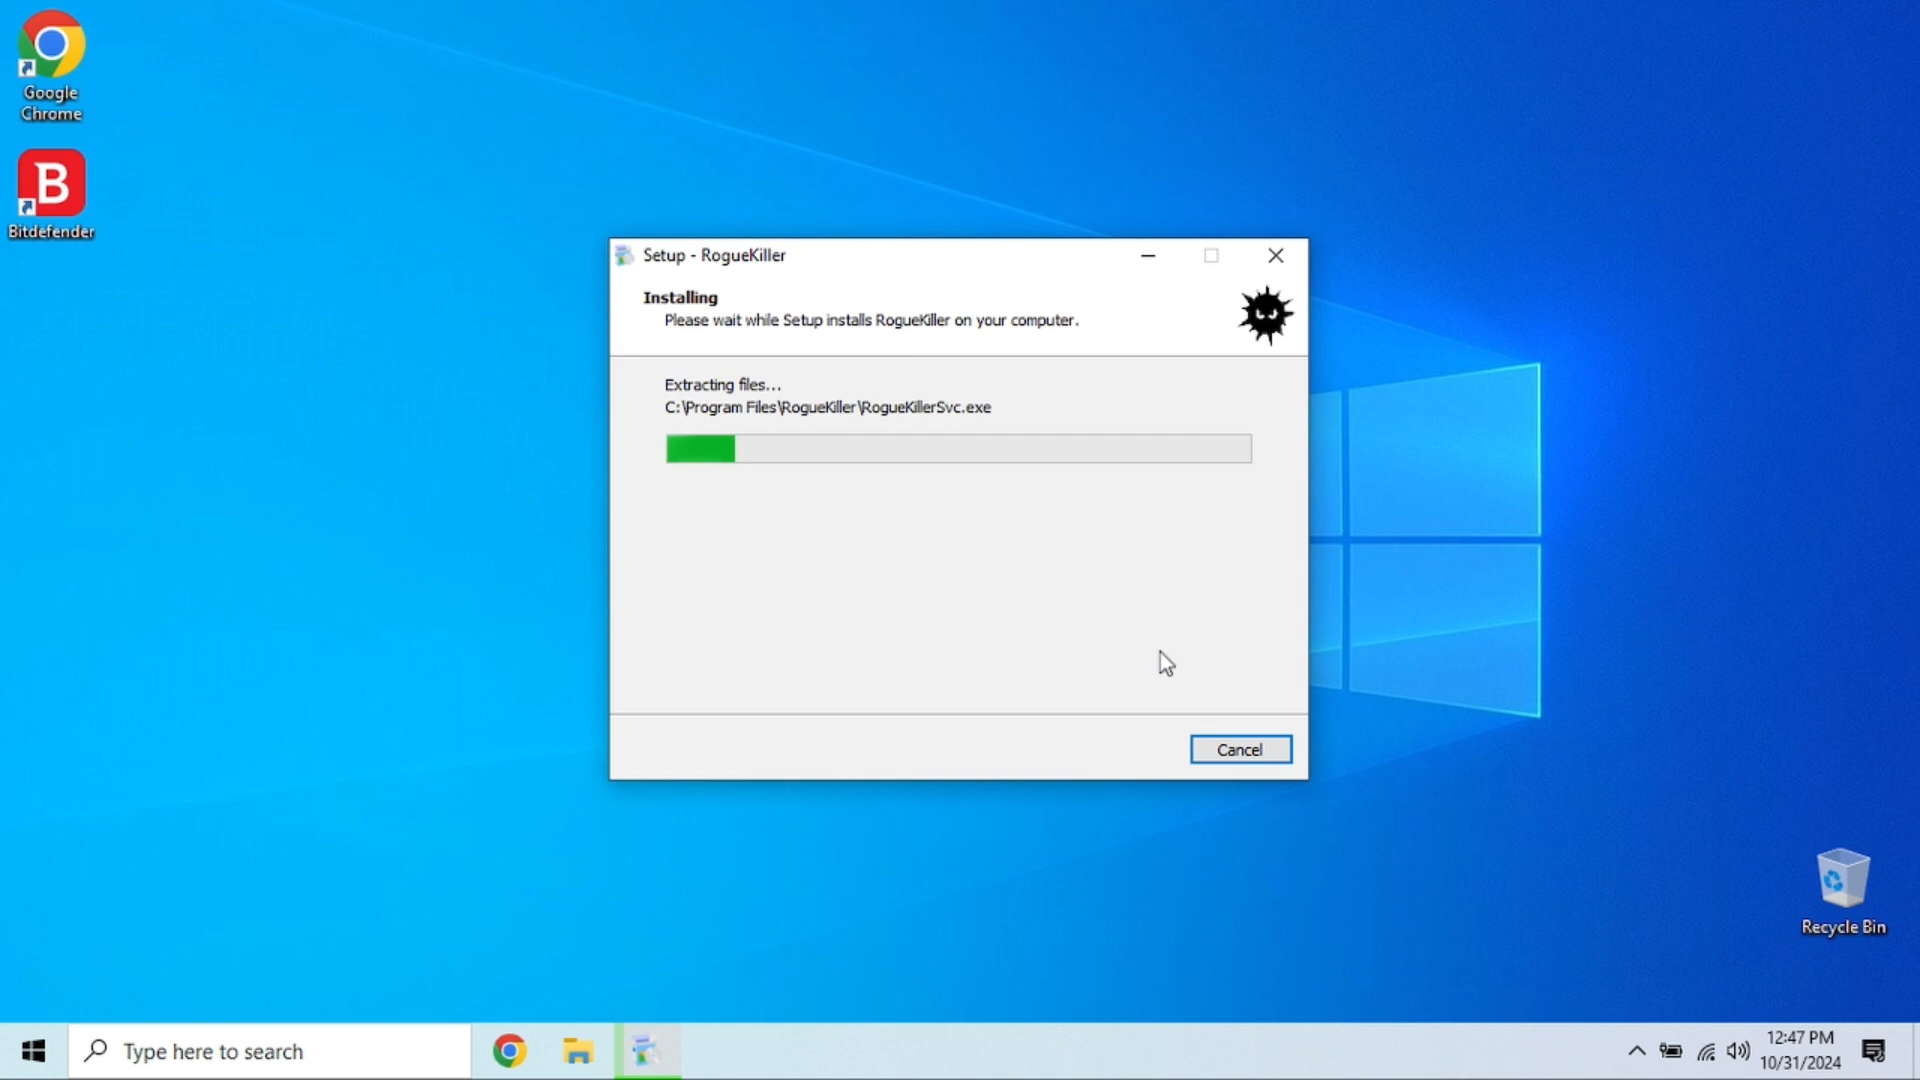 Google
Chrome
B
Bitdefender
Setup - RogueKiller
Installing
Please wait while Setup installs RogueKiller on your computer.
Extracting files...
C:\Program Files\RogueKiller\RogueKillerSvc.exe
Cancel
Recycle Bin
Type here to search
12:47 PM
10/31/2024